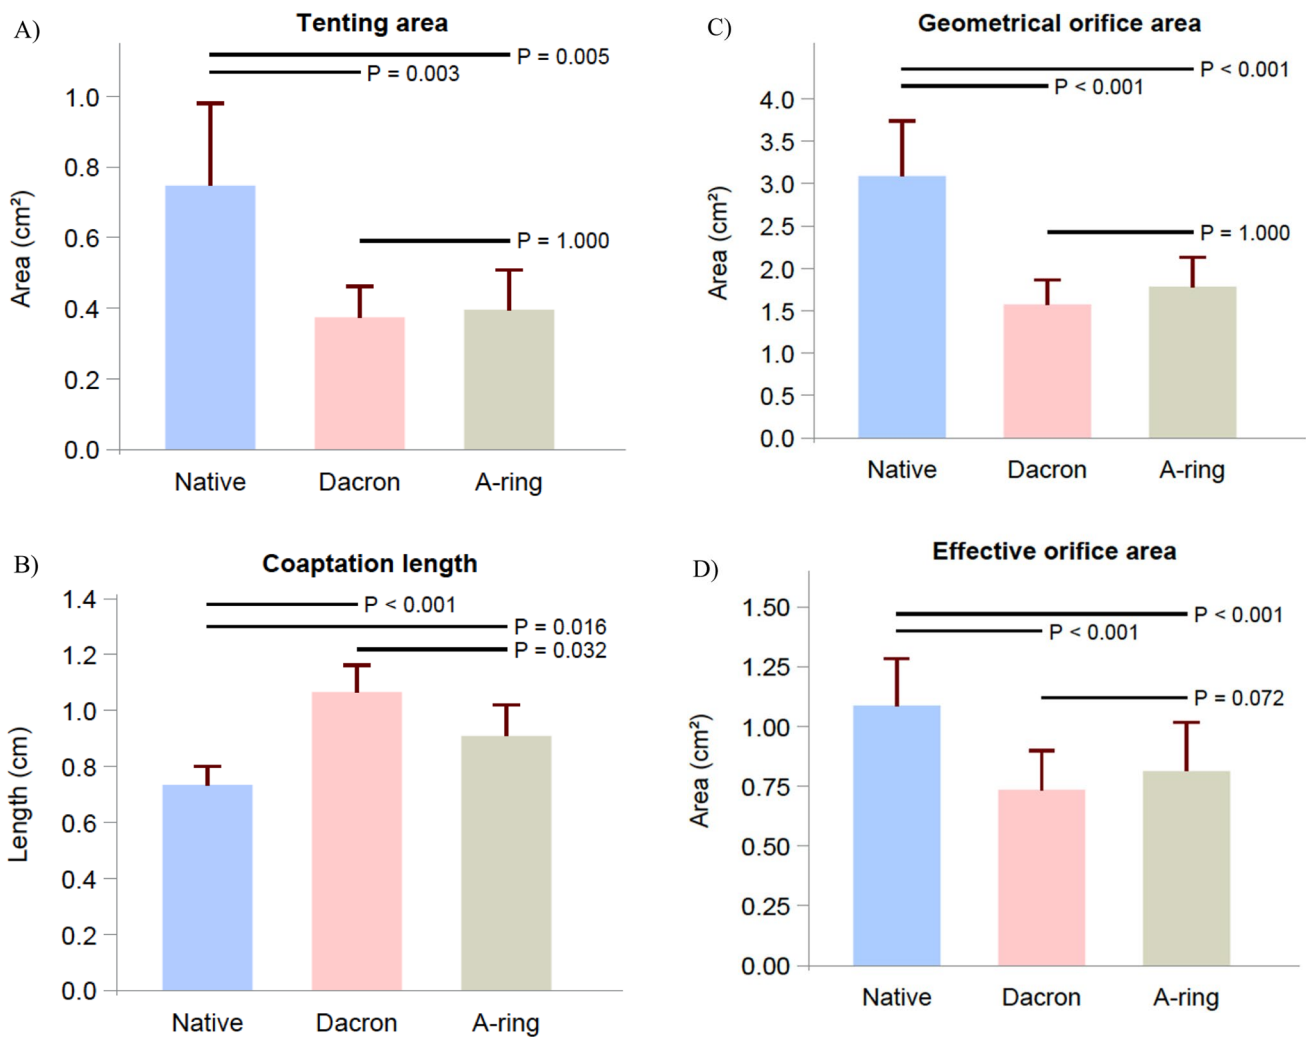 A)
Tenting area
P = 0.005
P = 0.003
1.0
0.8
0.6
0.4
0.2
0.0
Area (cm²)
P = 1.000
Native Dacron A-ring
C)
Geometrical orifice area
P < 0.001
P < 0.001
4.0
3.5
3.0
2.5
2.0
1.5
1.0
0.5
0.0
Area (cm²)
P = 1.000
Native Dacron A-ring
B)
Coaptation length
1.4
1.2
1.0
0.8
0.6
0.4
0.2
0.0
Length (cm)
P < 0.001
P = 0.016
P = 0.032
Native Dacron A-ring
D)
Effective orifice area
1.50
1.25
1.00
0.75
0.50
0.25
0.00
Area (cm²)
P < 0.001
P < 0.001
P = 0.072
Native Dacron A-ring